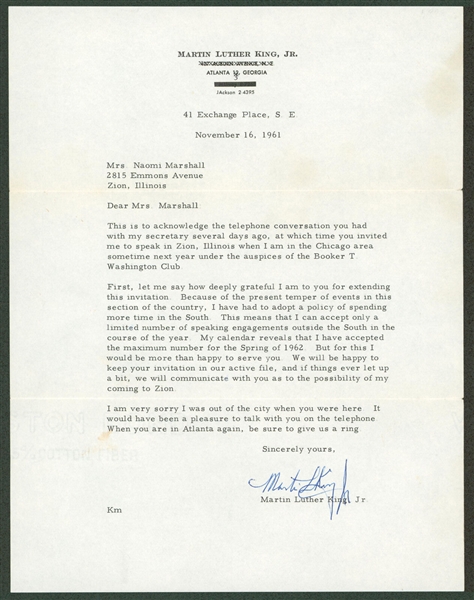 MARTIN LUTHER KING, JR.
ATLANTA GEORGIA
JAckson 2-4395
41 Exchange Place, S. E.
November 16, 1961
Mrs. Naomi Marshall
2815 Emmons Avenue
Zion, Illinois
Dear Mrs. Marshall:
This is to acknowledge the telephone conversation you had
with my secretary several days ago, at which time you invited
me to speak in Zion, Illinois when I am in the Chicago area
sometime next year under the auspices of the Booker T.
Washington Club.
First, let me say how deeply grateful I am to you for extending
this invitation. Because of the present temper of events in this
section of the country, I have had to adopt a policy of spending
more time in the South. This means that I can accept only a
limited number of speaking engagements outside the South in
the course of the year. My calendar reveals that I have accepted
the maximum number for the Spring of 1962. But for this I
would be more than happy to serve you. We will be happy to
keep your invitation in our active file, and if things ever let up
a bit, we will communicate with you as to the possibility of my
coming to Zion.
I am very sorry I was out of the city when you were here. It
would have been a pleasure to talk with you on the telephone.
When you are in Atlanta again, be sure to give us a ring.
Sincerely yours,
Martin L King Jr
Martin Luther King, Jr.
Km